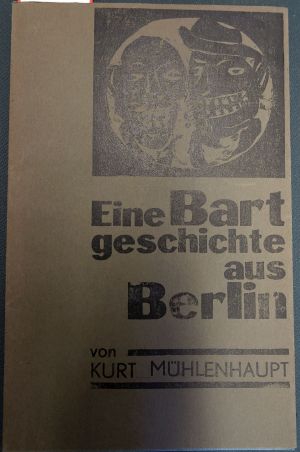 Eine Bart
geschichte
aus
Berlin
von
KURT MÜHLENHAUPT